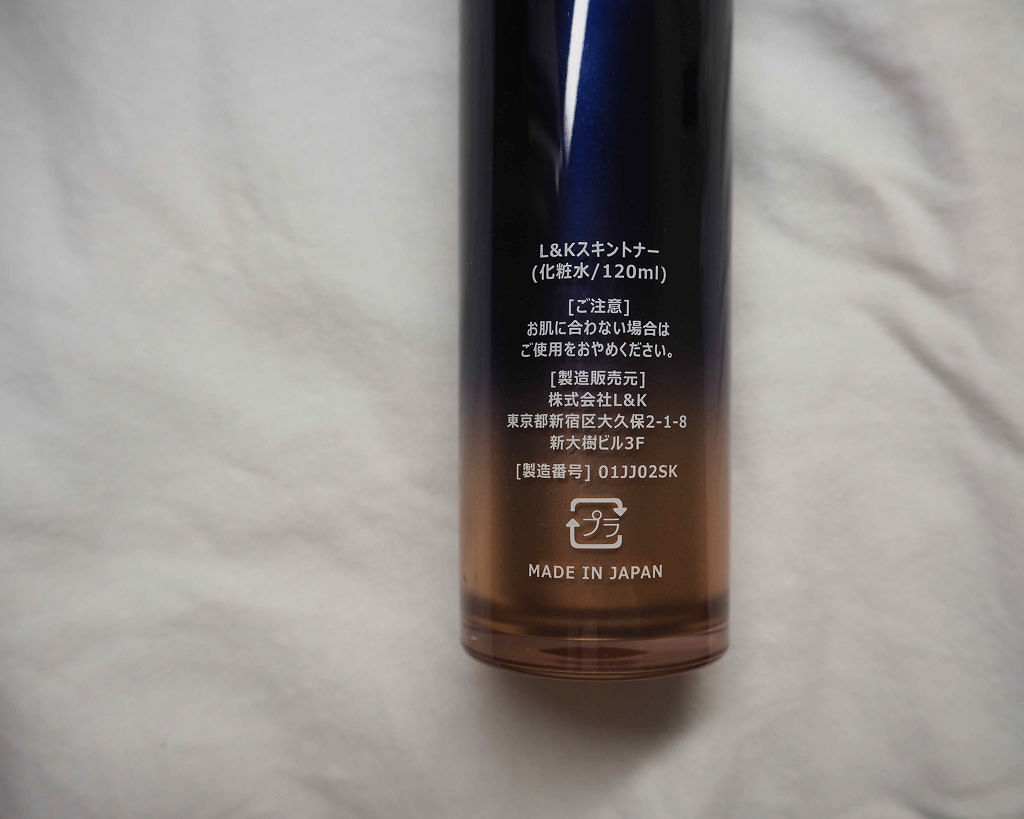 L&Kスキントナー
(化粧水/120ml)
[ご注意]
お肌に合わない場合は
ご使用をおやめください。
[製造販売元]
株式会社L&K
東京都新宿区大久保2-1-8
新大樹ビル3F
[製造番号] 01JJ02SK
プラ
MADE IN JAPAN